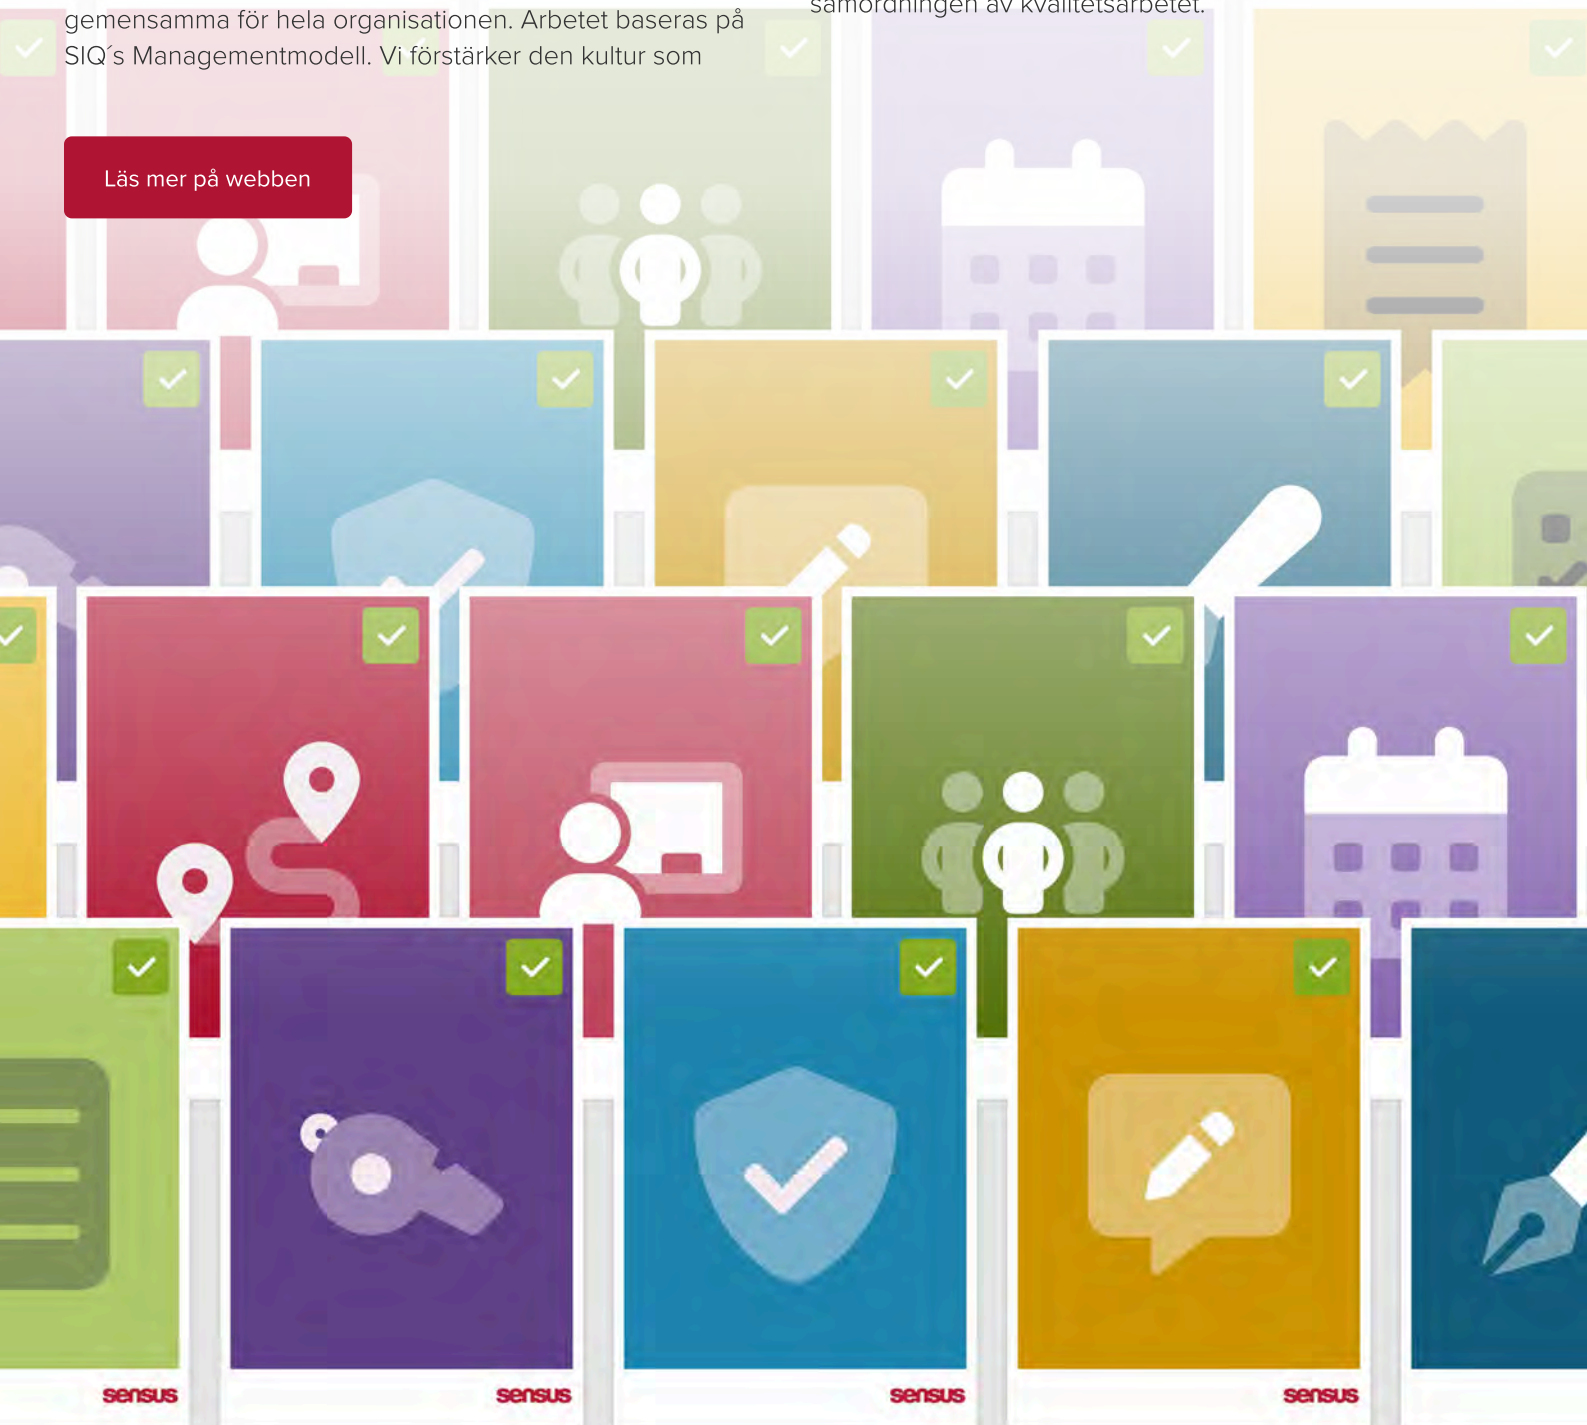 gemensamma för hela organisationen. Arbetet baseras på
SIQ´s Managementmodell. Vi förstärker den kultur som
samordningen av kvalitetsarbetet.
Läs mer på webben
sensus
sensus
sensus
sensus